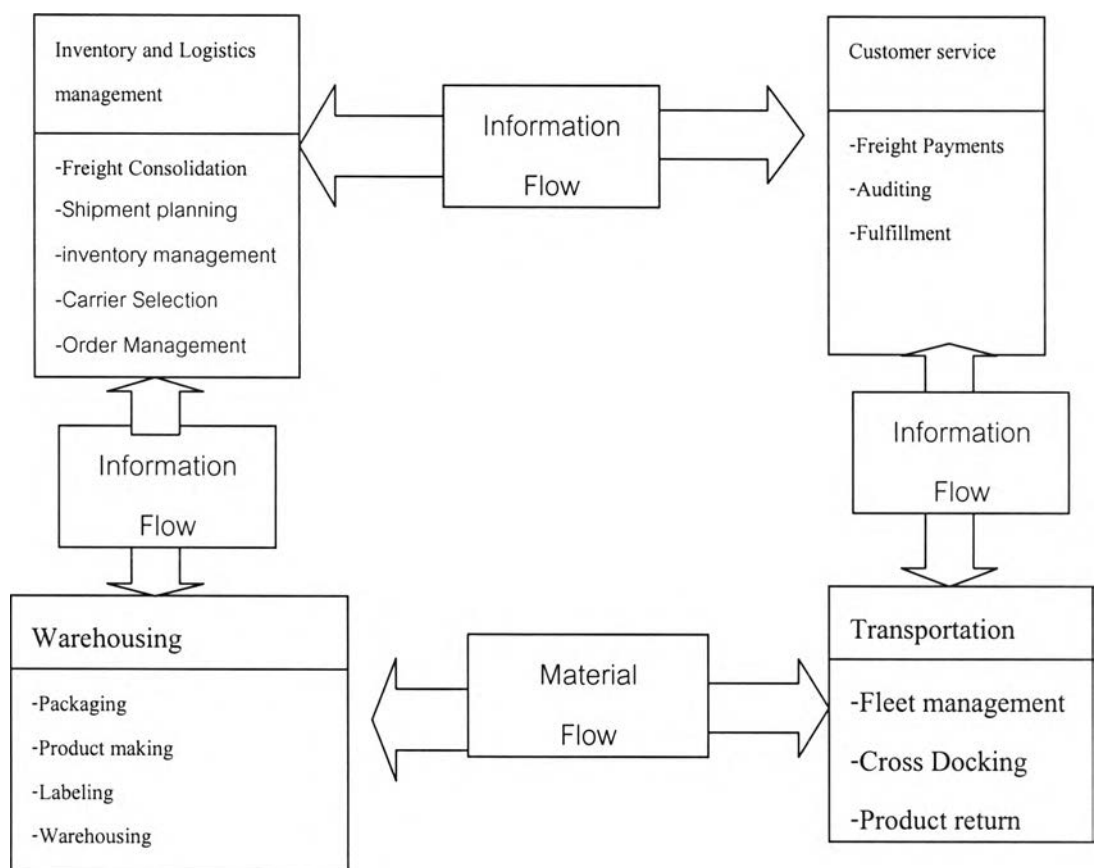 Inventory and Logistics
management
-Freight Consolidation
-Shipment planning
-inventory management
-Carrier Selection
-Order Management
Information
Flow
Customer service
-Freight Payments
-Auditing
-Fulfillment
Information
Flow
Information
Flow
Warehousing
-Packaging
-Product making
-Labeling
-Warehousing
Material
Flow
Transportation
-Fleet management
-Cross Docking
-Product return